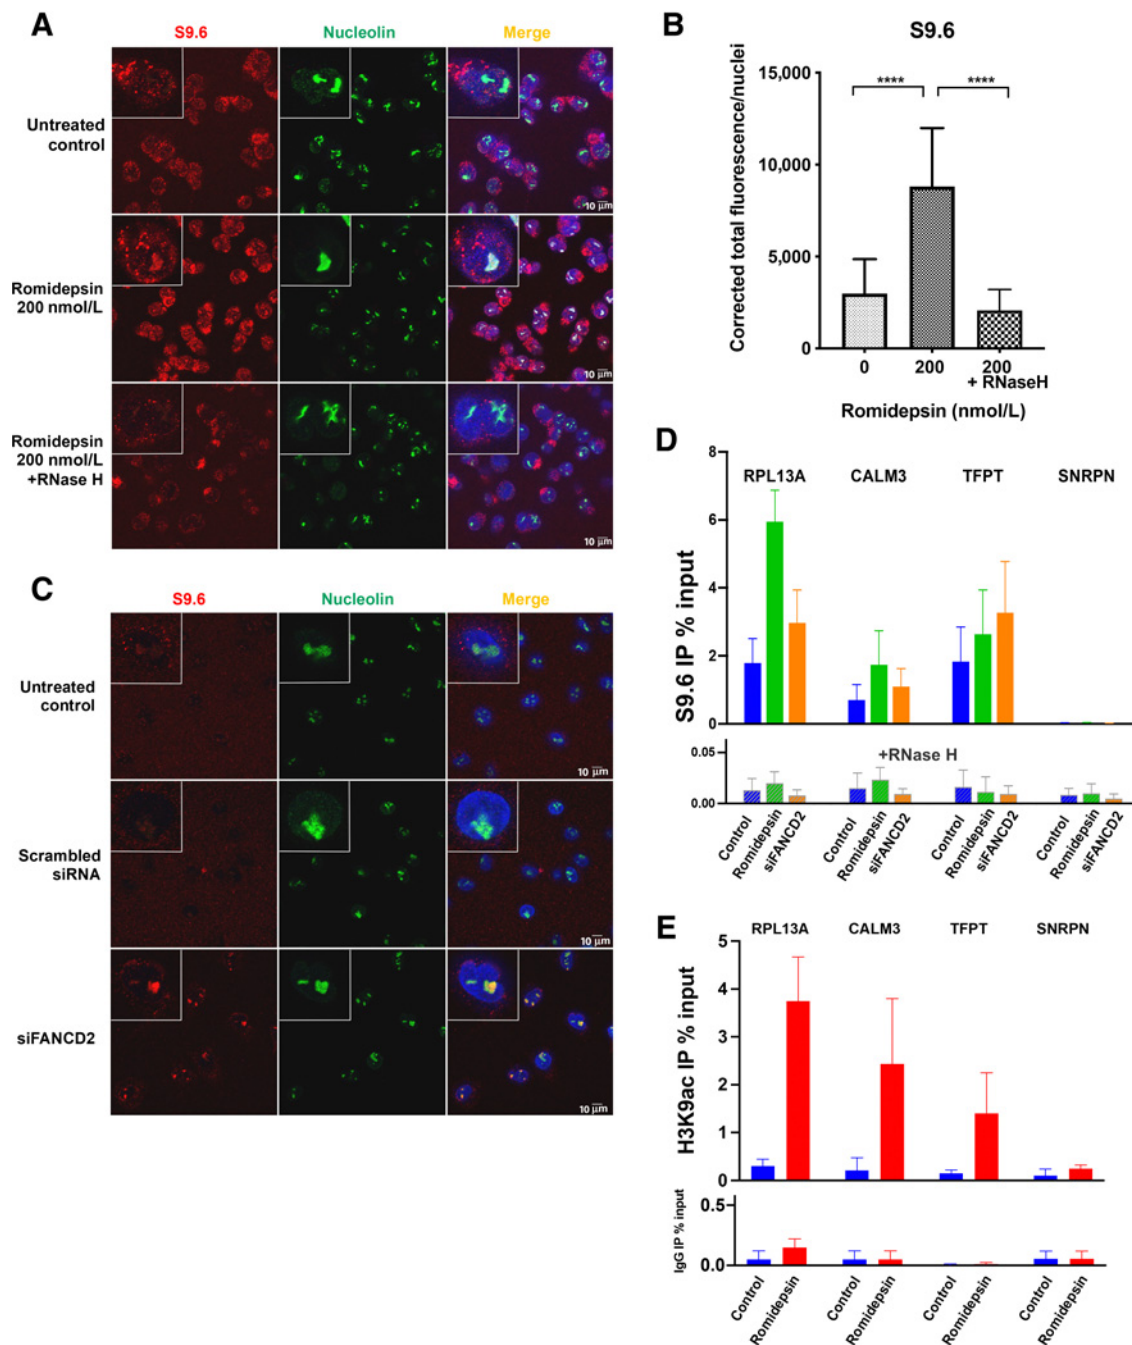 A
S9.6 Nucleolin Merge
Untreated
control
10 µm
Romidepsin
200 nmol/L
10 µm
Romidepsin
200 nmol/L
+RNase H
10 µm
B
S9.6
Corrected total fluorescence/nuclei
15,000
10,000
5,000
0
**** ****
0 200 200
+ RNaseH
Romidepsin (nmol/L)
C
S9.6 Nucleolin Merge
Untreated
control
10 µm
Scrambled
siRNA
10 µm
siFANCD2
10 µm
D
RPL13A CALM3 TFPT SNRPN
S9.6 IP % input
8
6
4
2
0
+RNase H
0.05
0.00
Control Romidepsin siFANCD2 Control Romidepsin siFANCD2 Control Romidepsin siFANCD2 Control Romidepsin siFANCD2
E
RPL13A CALM3 TFPT SNRPN
H3K9ac IP % input
5
4
3
2
1
0
IgG IP % input
0.5
0.0
Control Romidepsin Control Romidepsin Control Romidepsin Control Romidepsin